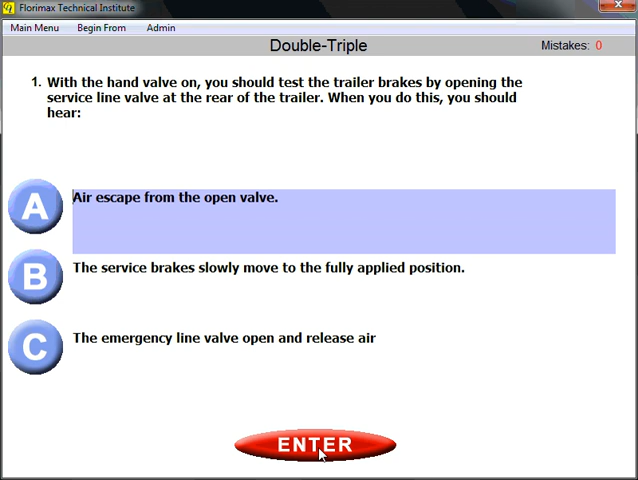 Florimax Technical Institute
Main Menu Begin From Admin
Double-Triple Mistakes: 0
1. With the hand valve on, you should test the trailer brakes by opening the
service line valve at the rear of the trailer. When you do this, you should
hear:
A Air escape from the open valve.
B The service brakes slowly move to the fully applied position.
C The emergency line valve open and release air
ENTER